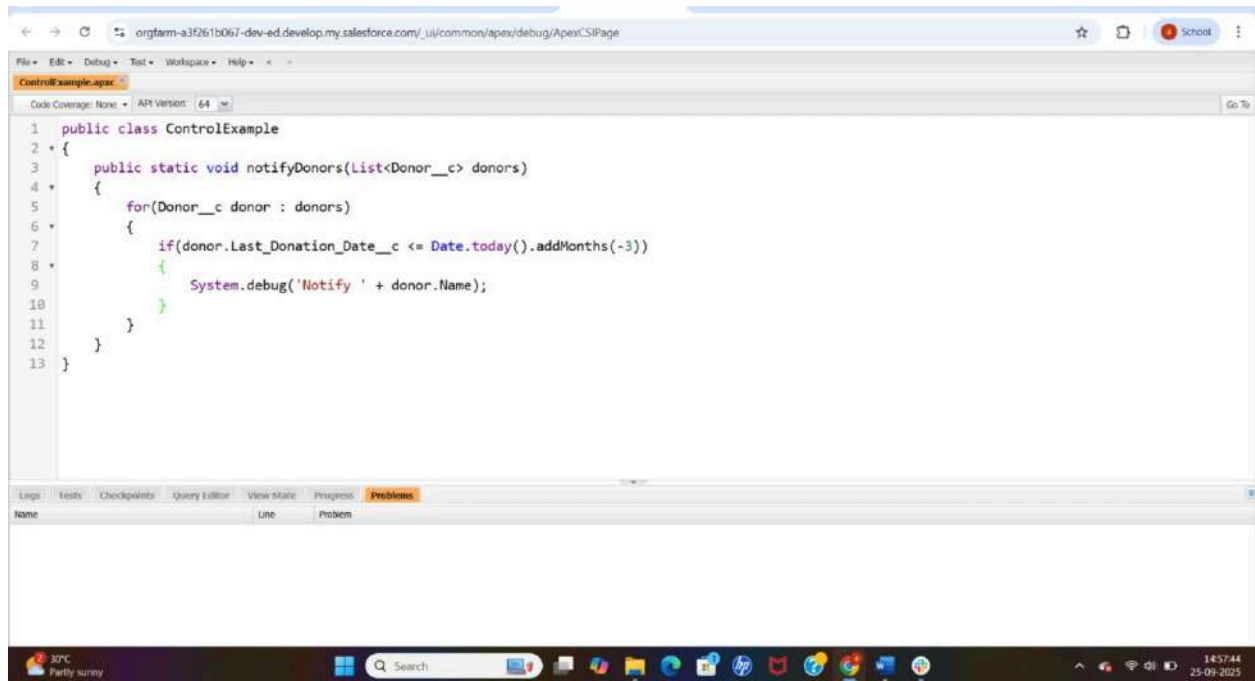 orgfarm-a3f261b067-dev-ed.develop.my.salesforce.com/_ui/common/apex/debug/ApexCSIPage
School
File Edit Debug Test Workspace Help < >
ControlExample.apxc
Code Coverage: None API Version: 64
Go To
1 public class ControlExample
2 {
3 public static void notifyDonors(List<Donor__c> donors)
4 {
5 for(Donor__c donor : donors)
6 {
7 if(donor.Last_Donation_Date__c <= Date.today().addMonths(-3))
8 {
9 System.debug('Notify ' + donor.Name);
10 }
11 }
12 }
13 }
Logs Tests Checkpoints Query Editor View State Progress Problems
Name Line Problem
2 30°C
Partly sunny
Search
hp
14:57:44
25-09-2025